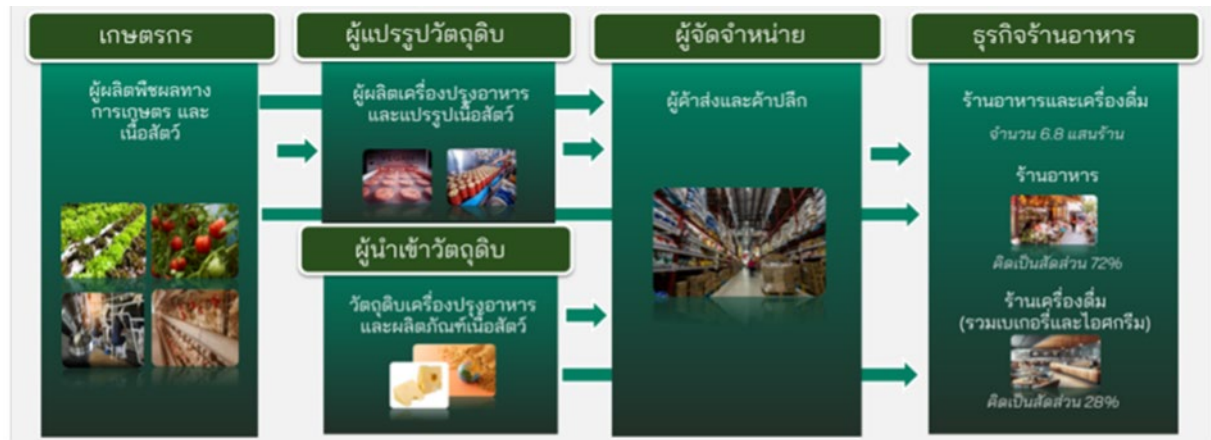 เกษตรกร
ผู้ผลิตพืชผลทาง
การเกษตร และ
เนื้อสัตว์
ผู้แปรรูปวัตถุดิบ
ผู้ผลิตเครื่องปรุงอาหาร
และแปรรูปเนื้อสัตว์
ผู้นำเข้าวัตถุดิบ
วัตถุดิบเครื่องปรุงอาหาร
และผลิตภัณฑ์เนื้อสัตว์
ผู้จัดจำหน่าย
ผู้ค้าส่งและค้าปลีก
ธุรกิจร้านอาหาร
ร้านอาหารและเครื่องดื่ม
จำนวน 6.8 แสนร้าน
ร้านอาหาร
คิดเป็นสัดส่วน 72%
ร้านเครื่องดื่ม
(รวมเบเกอรี่และไอศกรีม)
คิดเป็นสัดส่วน 28%